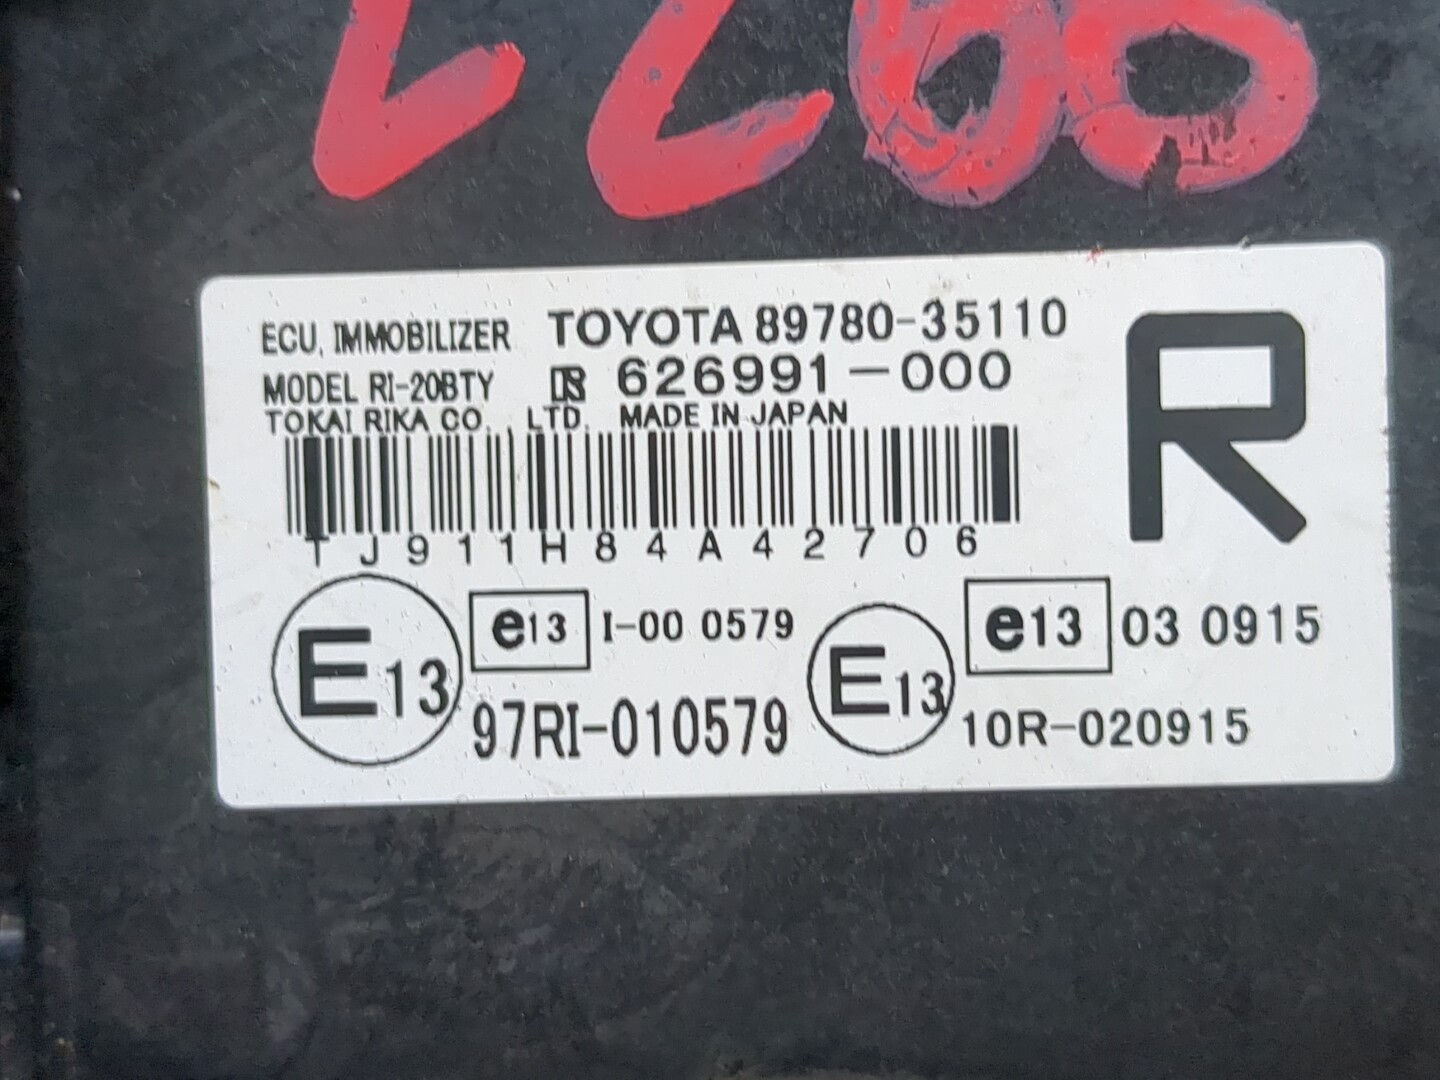 ECU, IMMOBILIZER TOYOTA 89780-35110
MODEL RI-20BTY 626991-000
TOKAI RIKA CO., LTD. MADE IN JAPAN
R
TJ911H84A42706
E13 e13 I-00 0579 E13 e13 03 0915
97RI-010579 10R-020915